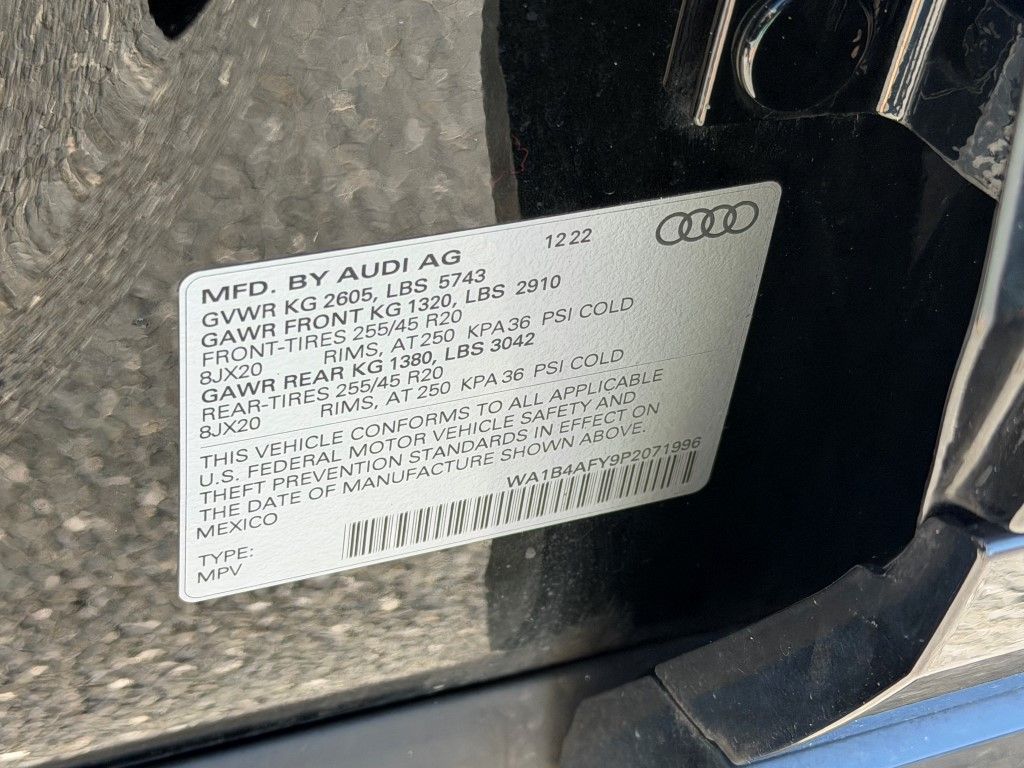 12 22
MFD. BY AUDI AG
GVWR KG 2605, LBS 5743
GAWR FRONT KG 1320, LBS 2910
FRONT-TIRES 255/45 R20
8JX20 RIMS, AT 250 KPA 36 PSI COLD
GAWR REAR KG 1380, LBS 3042
REAR-TIRES 255/45 R20
8JX20 RIMS, AT 250 KPA 36 PSI COLD
THIS VEHICLE CONFORMS TO ALL APPLICABLE
U.S. FEDERAL MOTOR VEHICLE SAFETY AND
THEFT PREVENTION STANDARDS IN EFFECT ON
THE DATE OF MANUFACTURE SHOWN ABOVE.
MEXICO
WA1B4AFY9P2071996
TYPE:
MPV